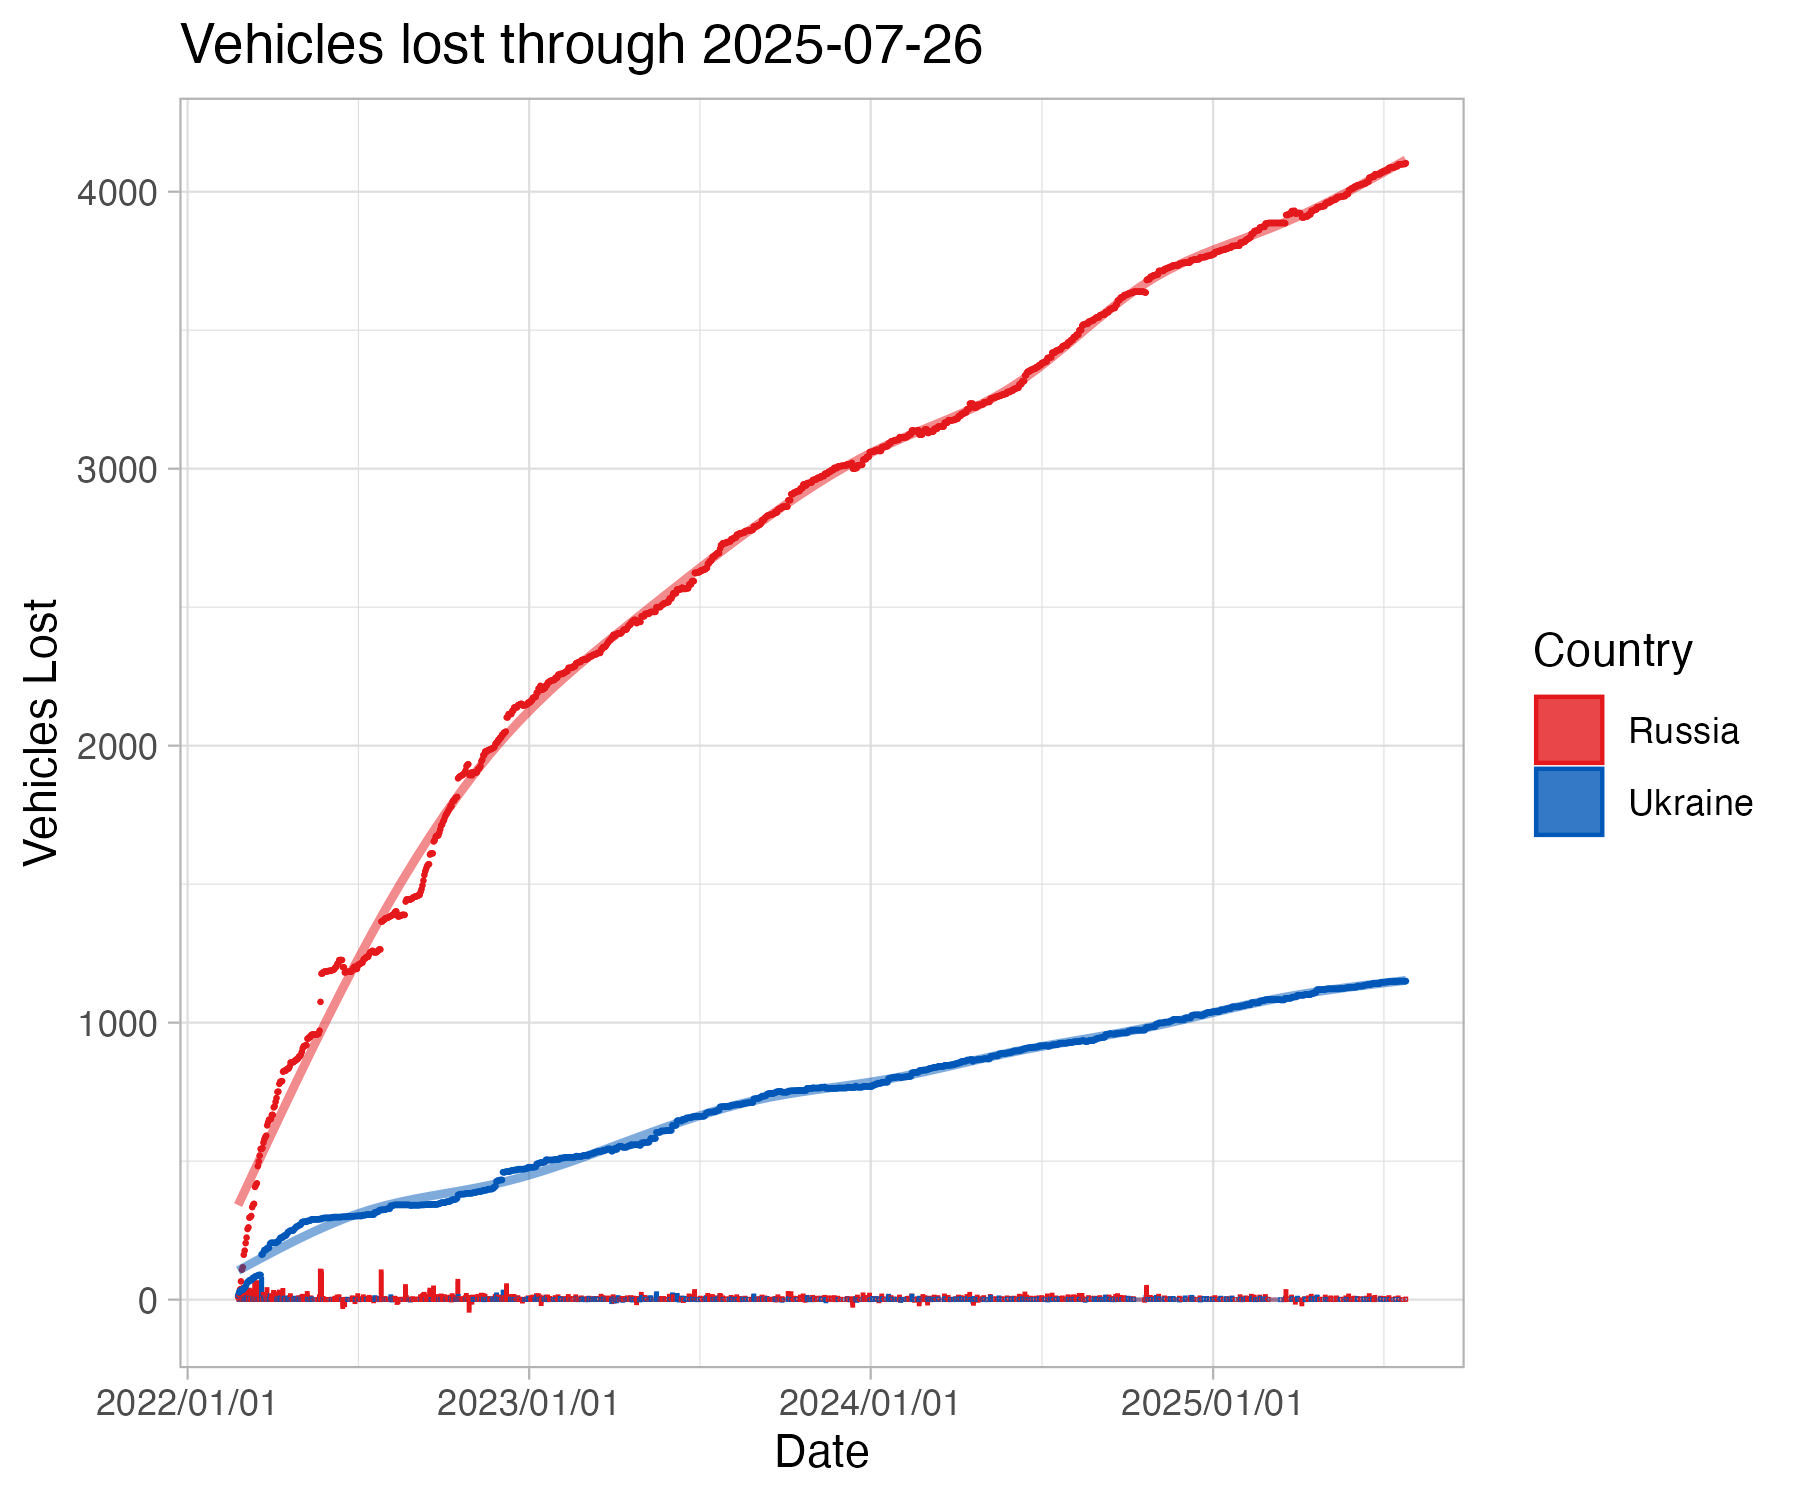 Vehicles lost through 2025-07-26
Vehicles Lost
4000
3000
2000
1000
0
2022/01/01
2023/01/01
2024/01/01
2025/01/01
Date
Country
Russia
Ukraine